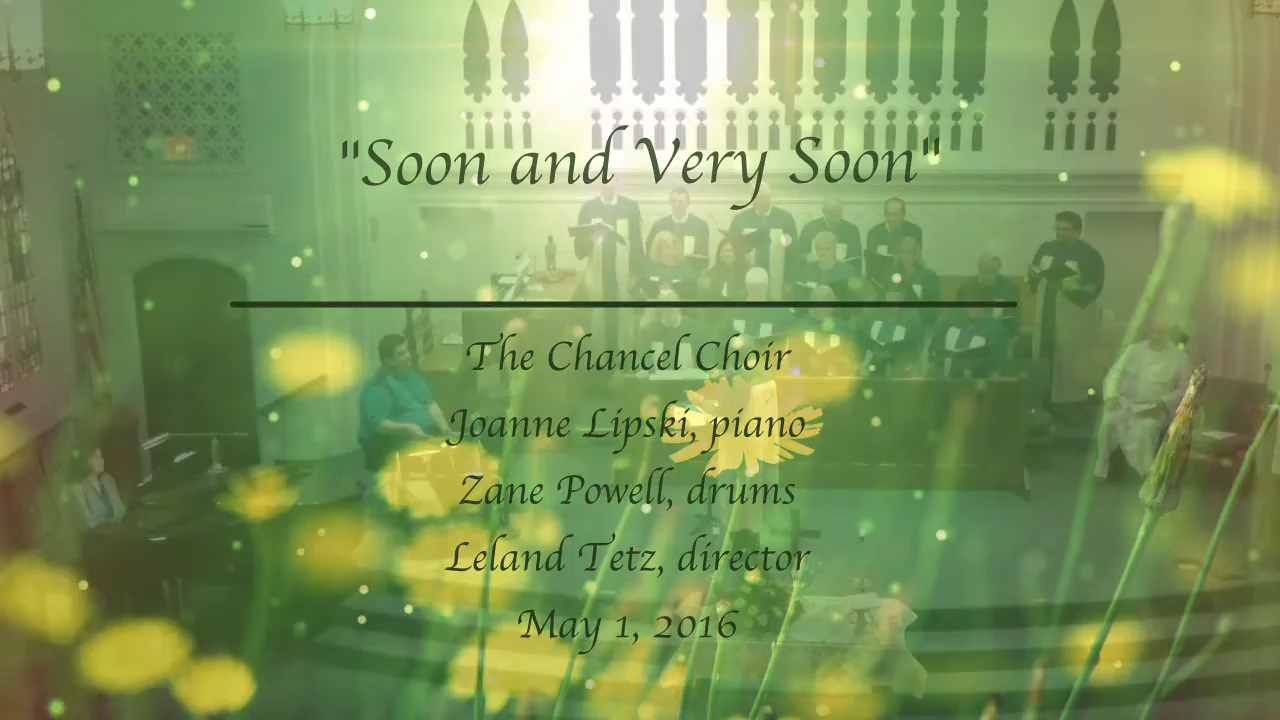 "Soon and Very Soon"
The Chancel Choir
Joanne Lipski, piano
Zane Powell, drums
Leland Tetz, director
May 1, 2016